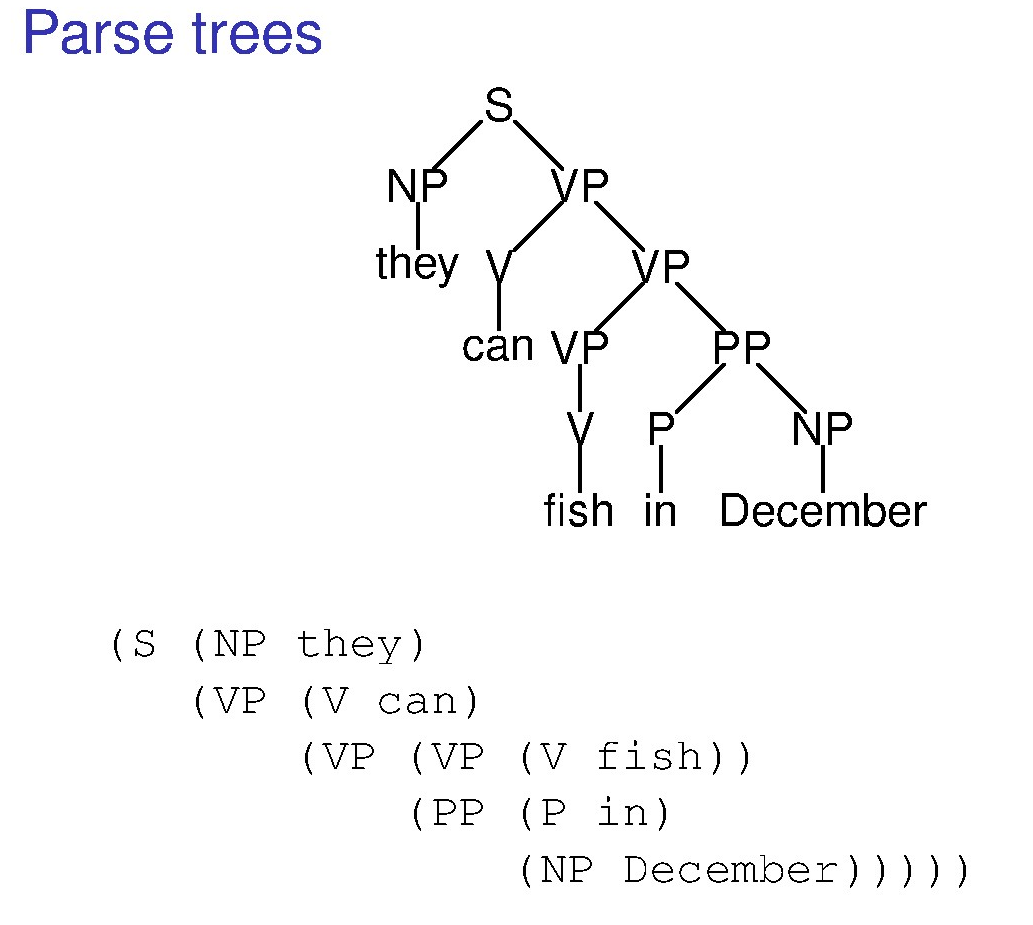 Parse trees
S
NP VP
they V VP
can VP PP
V P NP
fish in December
(S (NP they)
(VP (V can)
(VP (VP (V fish))
(PP (P in)
(NP December)))))